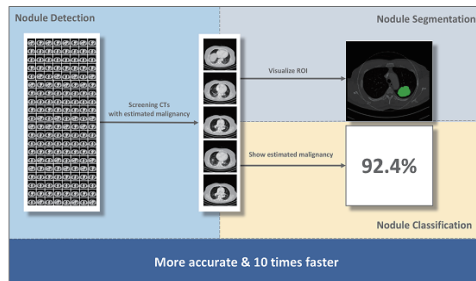 Nodule Detection
Nodule Segmentation
Screening CTs
with estimated malignancy
Visualize ROI
Show estimated malignancy
92.4%
Nodule Classification
More accurate & 10 times faster